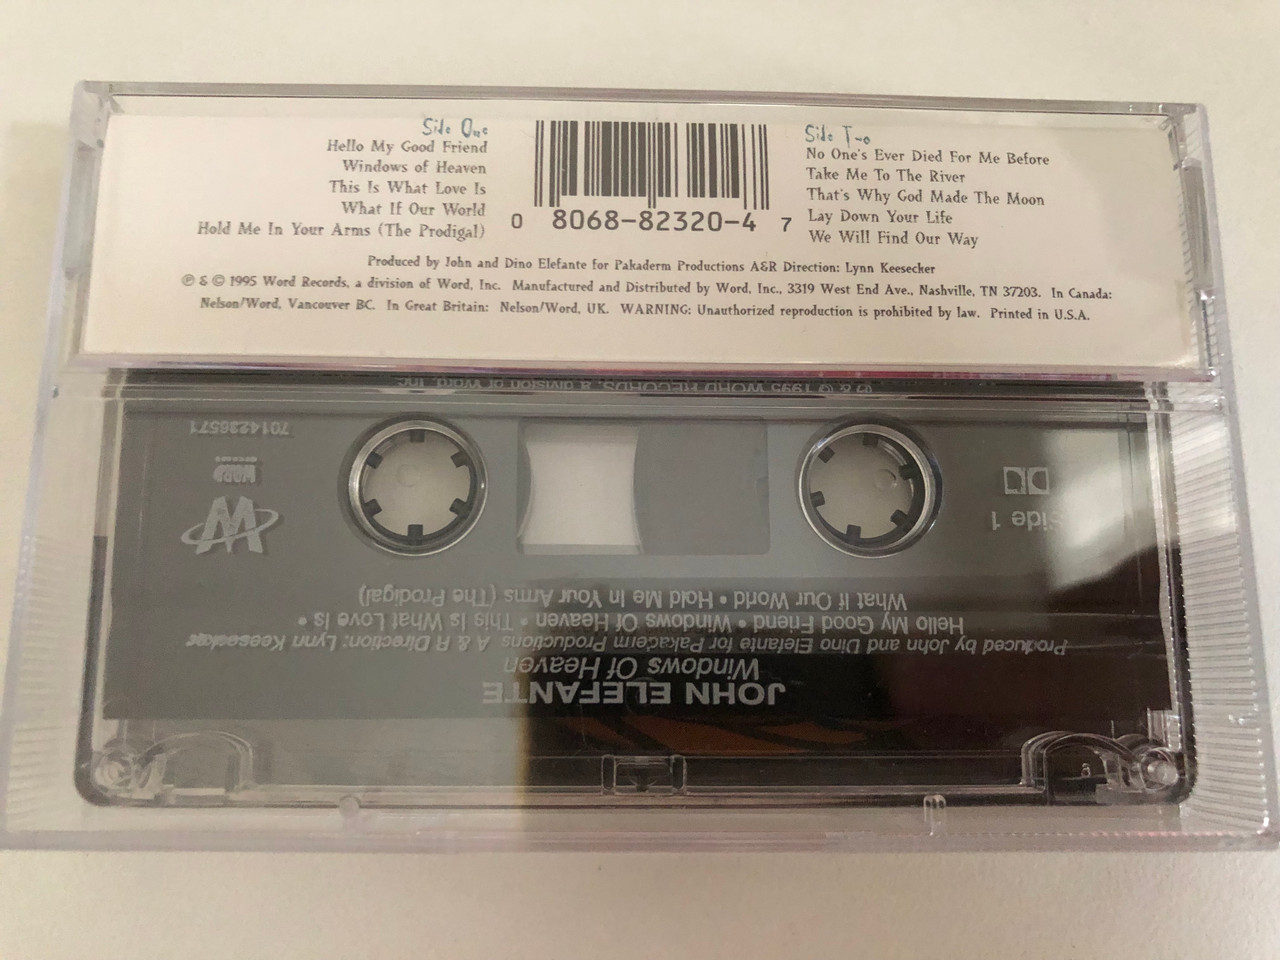 Side One
Hello My Good Friend
Windows of Heaven
This Is What Love Is
What If Our World
Hold Me In Your Arms (The Prodigal)
0 8068-82320-4 7
Side Two
No One's Ever Died For Me Before
Take Me To The River
That's Why God Made The Moon
Lay Down Your Life
We Will Find Our Way
Produced by John and Dino Elefante for Pakaderm Productions A&R Direction: Lynn Keesecker
℗ & © 1995 Word Records, a division of Word, Inc. Manufactured and Distributed by Word, Inc., 3319 West End Ave., Nashville, TN 37203. In Canada:
Nelson/Word, Vancouver BC. In Great Britain: Nelson/Word, UK. WARNING: Unauthorized reproduction is prohibited by law. Printed in U.S.A.
JOHN ELEFANTE
Windows Of Heaven
Produced by John and Dino Elefante for Pakaderm Productions A & R Direction: Lynn Keesecker
Hello My Good Friend • Windows Of Heaven • This Is What Love Is •
What If Our World • Hold Me In Your Arms (The Prodigal)
Side 1
W
WORD
RECORDS
7014236571
℗ & © 1995 WORD RECORDS, a division of Word, Inc.